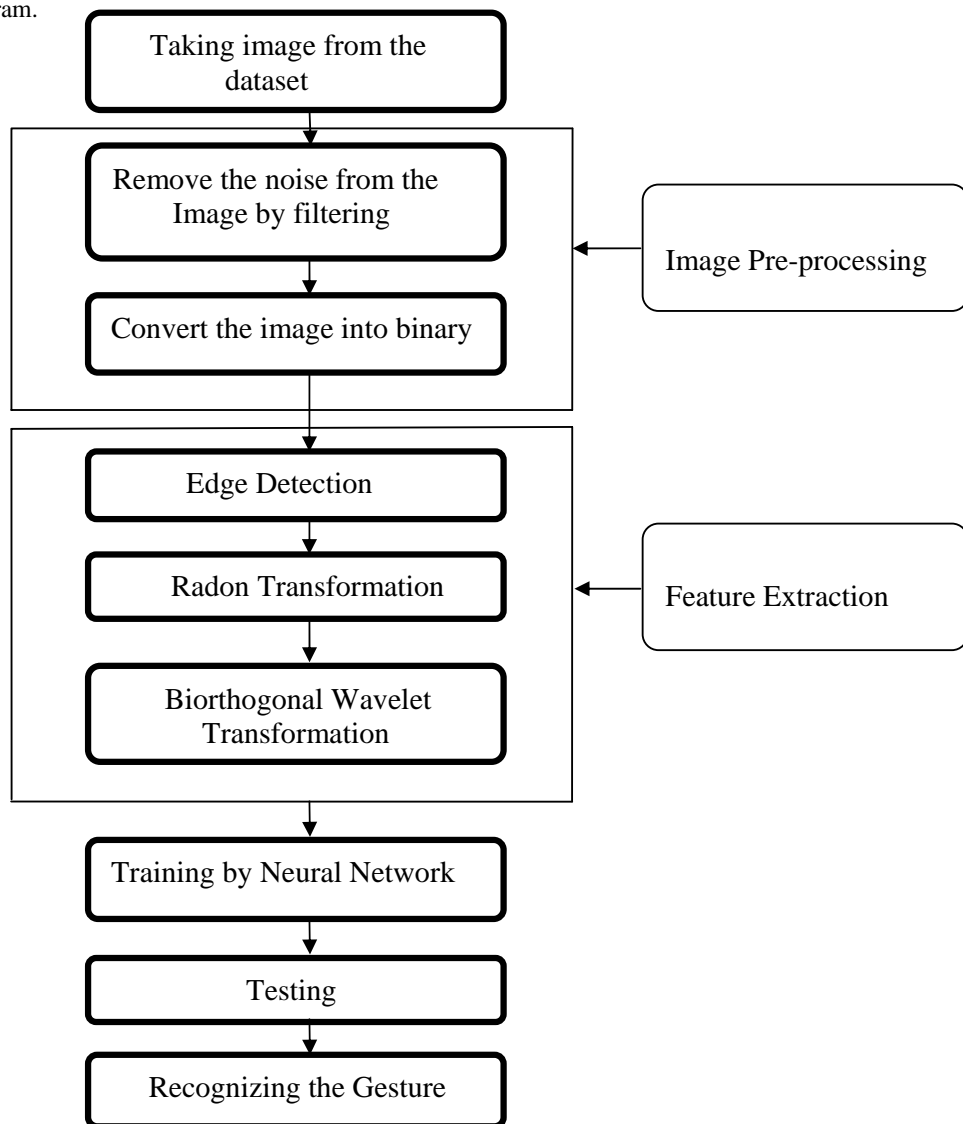 ram.
Taking image from the
dataset
Remove the noise from the
Image by filtering
Image Pre-processing
Convert the image into binary
Edge Detection
Radon Transformation
Feature Extraction
Biorthogonal Wavelet
Transformation
Training by Neural Network
Testing
Recognizing the Gesture